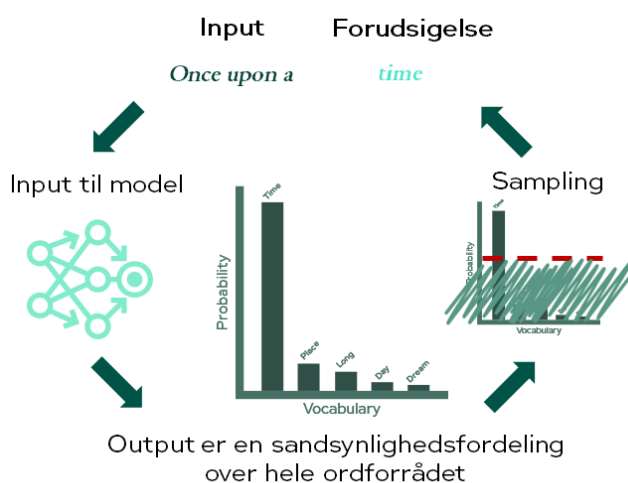 Input
Forudsigelse
Once upon a
time
Input til model
Sampling
Probability
Time
Place
Long
Day
Dream
Vocabulary
Probability
Time
Vocabulary
Output er en sandsynlighedsfordeling
over hele ordforrådet